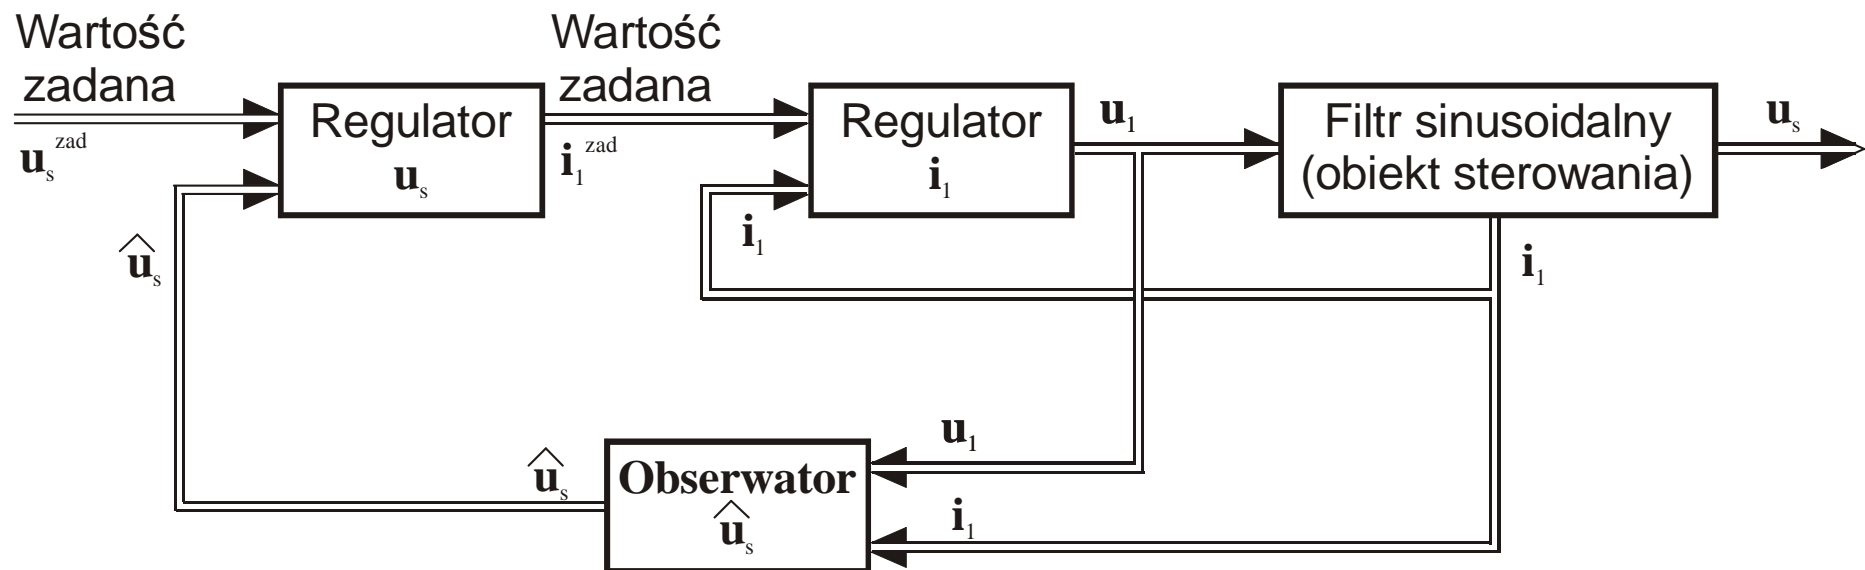 Wartość
zadana
u_s^zad
Regulator
u_s
Wartość
zadana
i_1^zad
Regulator
i_1
u_1
Filtr sinusoidalny
(obiekt sterowania)
u_s
i_1
i_1
û_s
u_1
û_s
Obserwator
û_s
i_1